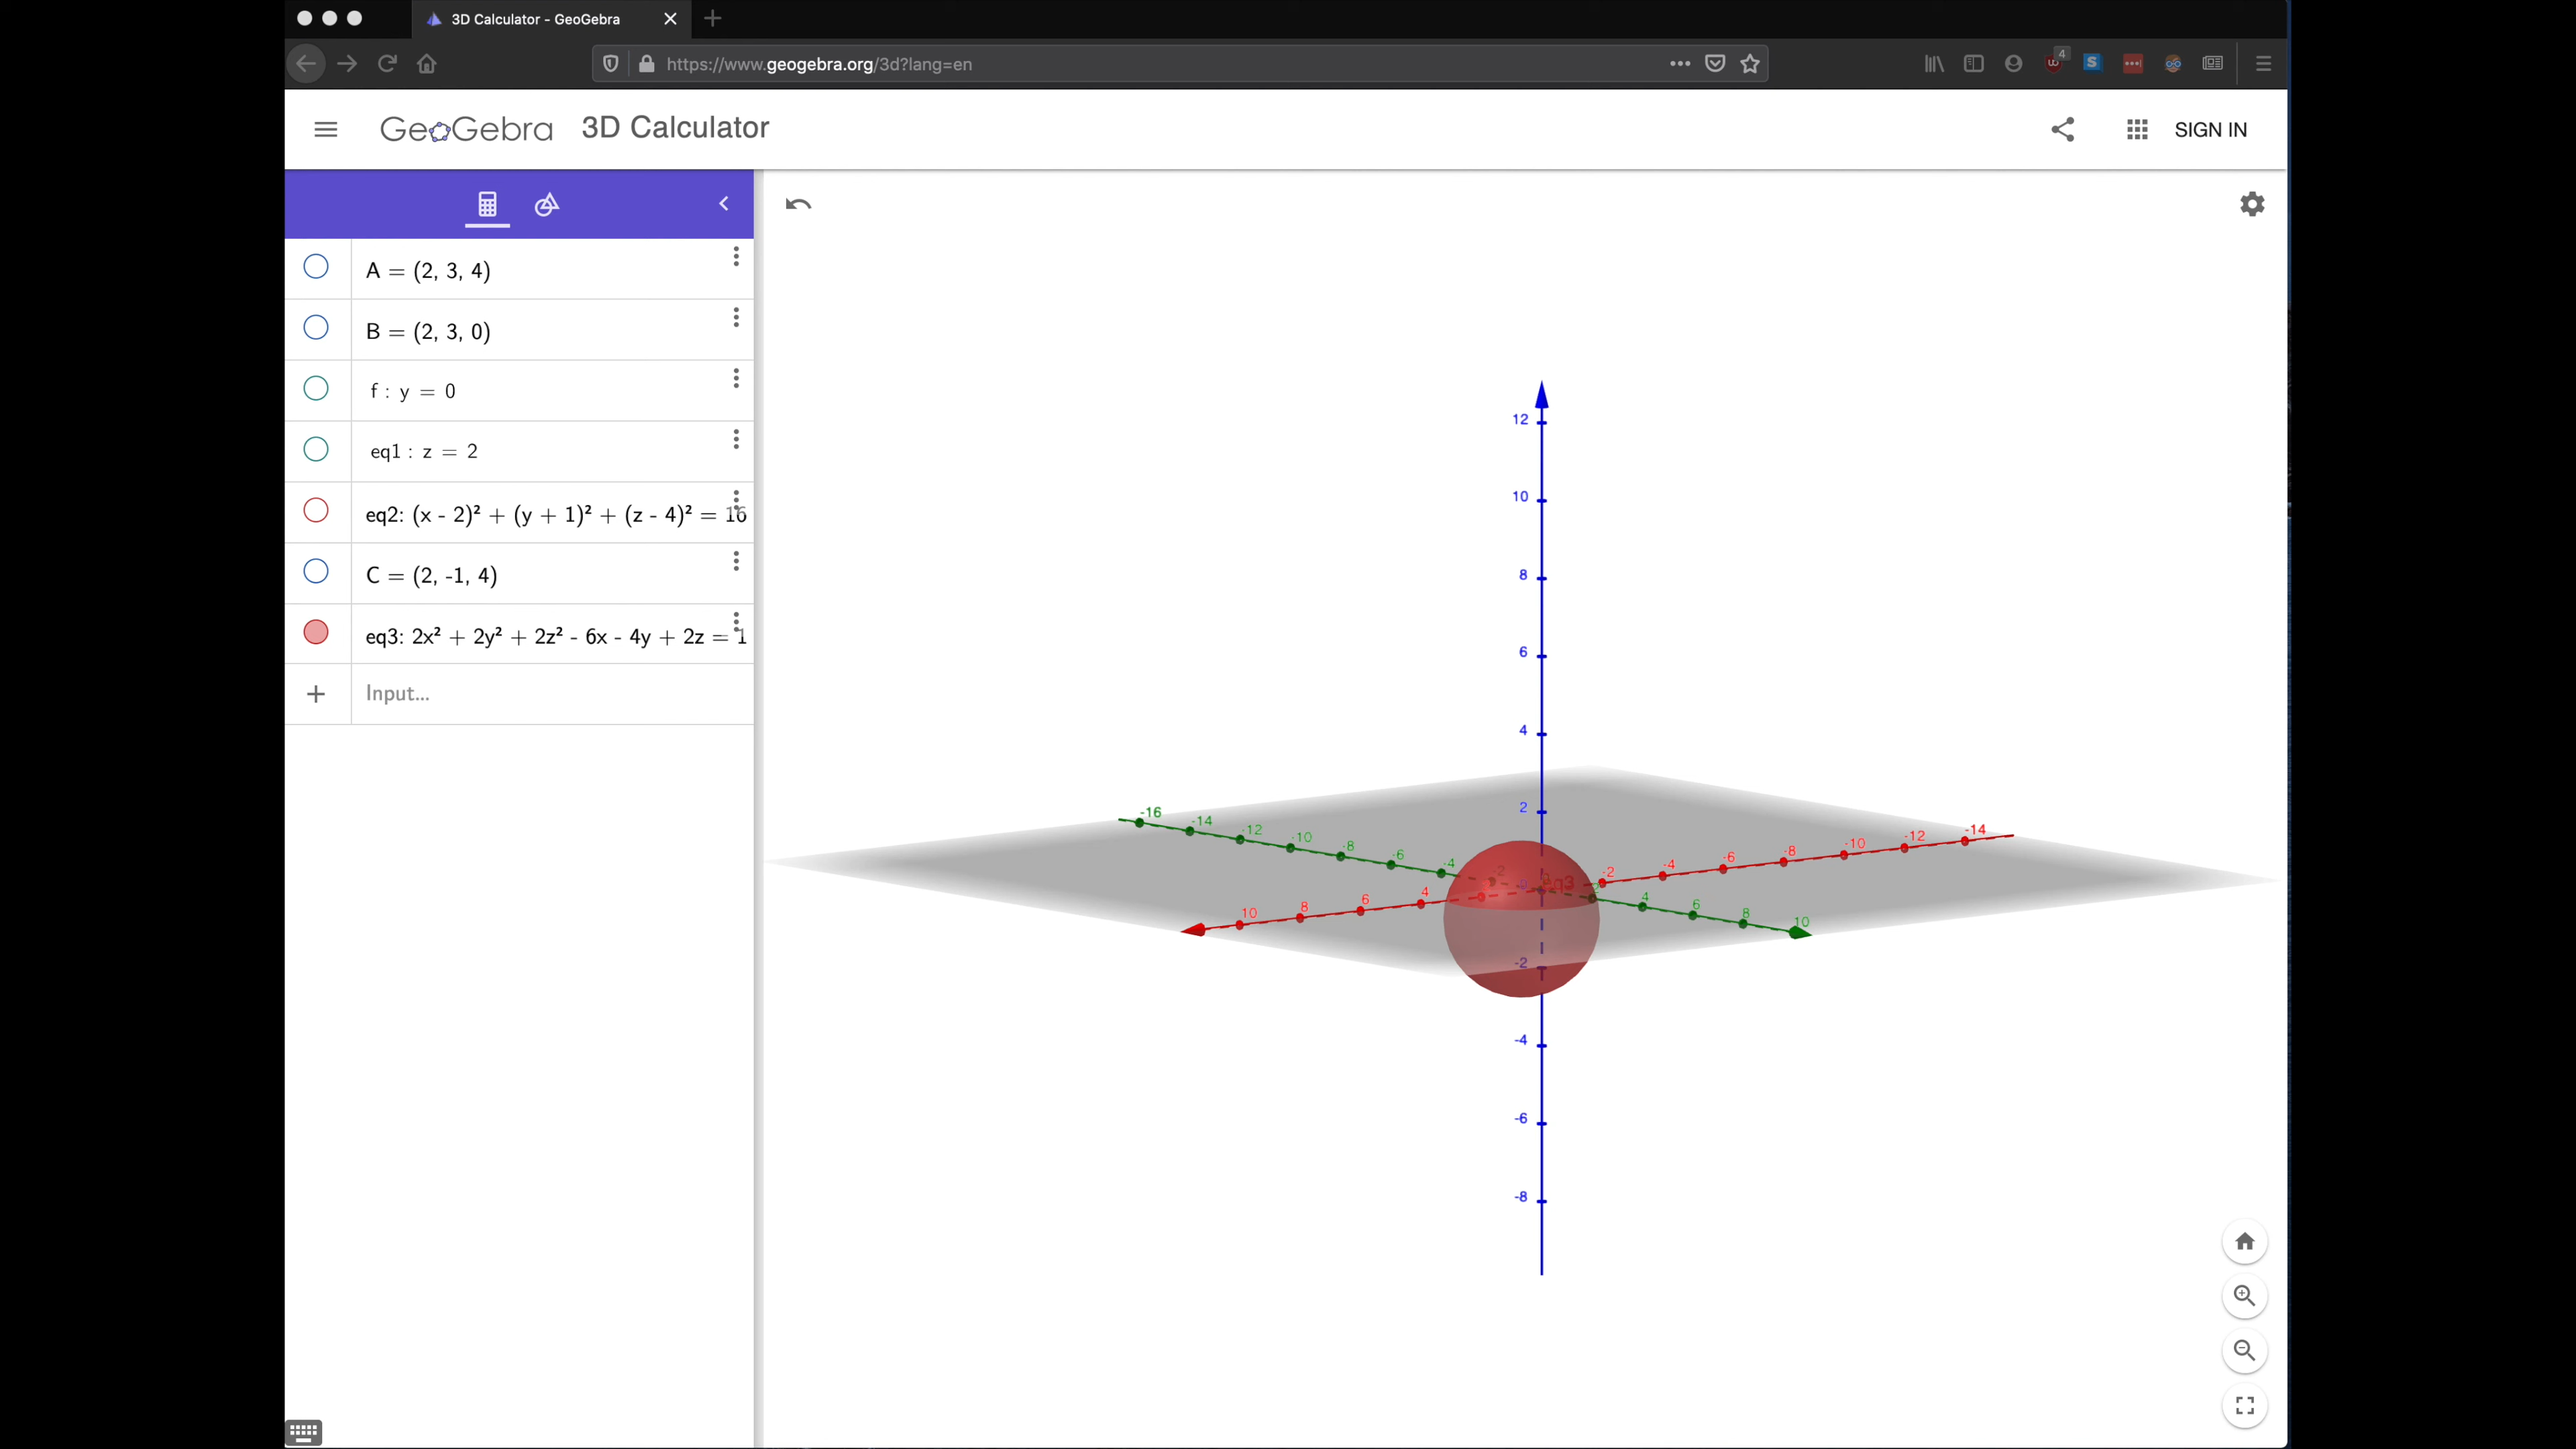 3D Calculator - GeoGebra
https://www.geogebra.org/3d?lang=en
4
S
GeoGebra 3D Calculator
SIGN IN
A = (2, 3, 4)
B = (2, 3, 0)
f : y = 0
eq1 : z = 2
eq2: (x - 2)² + (y + 1)² + (z - 4)² = 16
C = (2, -1, 4)
eq3: 2x² + 2y² + 2z² - 6x - 4y + 2z = 1
Input...
12
10
8
6
4
2
-2
-4
-6
-8
-16 -14 -12 -10 -8 -6 -4 -2
4 6 8 10
10 8 6 4
-2 -4 -6 -8 -10 -12 -14
eq3